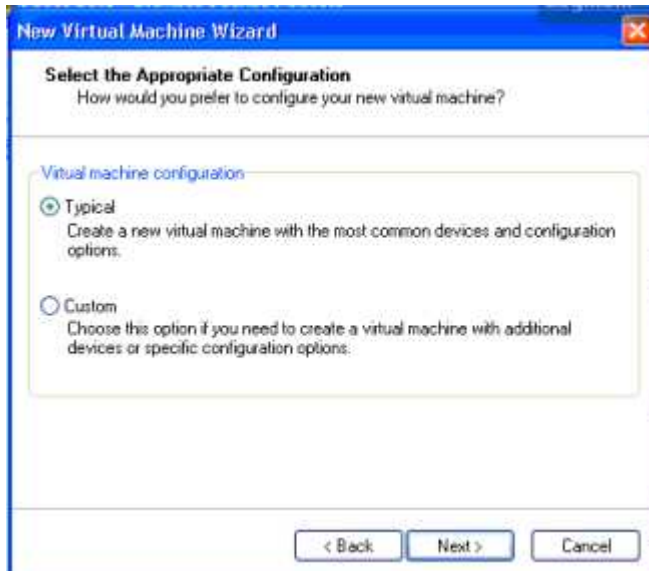 New Virtual Machine Wizard
Select the Appropriate Configuration
How would you prefer to configure your new virtual machine?
Virtual machine configuration
Typical
Create a new virtual machine with the most common devices and configuration
options.
Custom
Choose this option if you need to create a virtual machine with additional
devices or specific configuration options.
< Back
Next >
Cancel